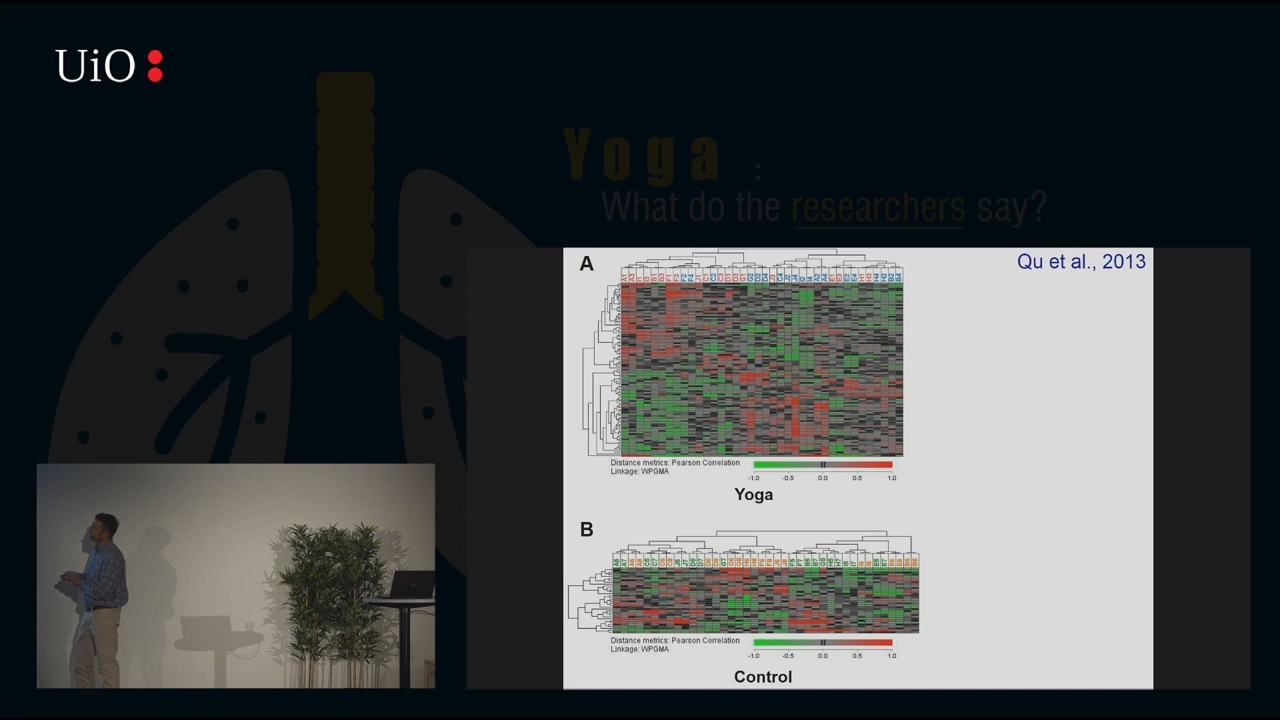 UiO
Yoga :
What do the researchers say?
A
Qu et al., 2013
Distance metrics: Pearson Correlation
Linkage: WPGMA
-1.0 -0.5 0.0 0.5 1.0
Yoga
B
Distance metrics: Pearson Correlation
Linkage: WPGMA
-1.0 -0.5 0.0 0.5 1.0
Control